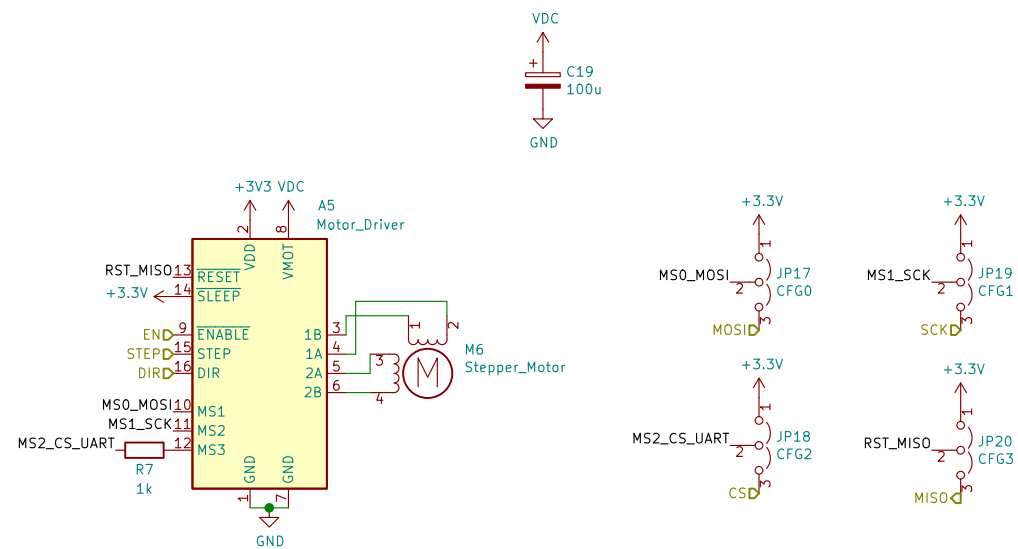 VDC
+
C19
100u
GND
+3V3 VDC
A5
Motor_Driver
2
8
VDD
VMOT
RST_MISO 13 RESET
+3.3V 14 SLEEP
EN 9 ENABLE
STEP 15 STEP
DIR 16 DIR
MS0_MOSI 10 MS1
MS1_SCK 11 MS2
MS2_CS_UART 12 MS3
R7
1k
1B 3
1A 4
2A 5
2B 6
1
2
3
4
M
M6
Stepper_Motor
GND
GND
1
7
GND
+3.3V
1
MS0_MOSI
2
JP17
CFG0
3
MOSI
+3.3V
1
MS1_SCK
2
JP19
CFG1
3
SCK
+3.3V
1
MS2_CS_UART
2
JP18
CFG2
3
CS
+3.3V
1
RST_MISO
2
JP20
CFG3
3
MISO